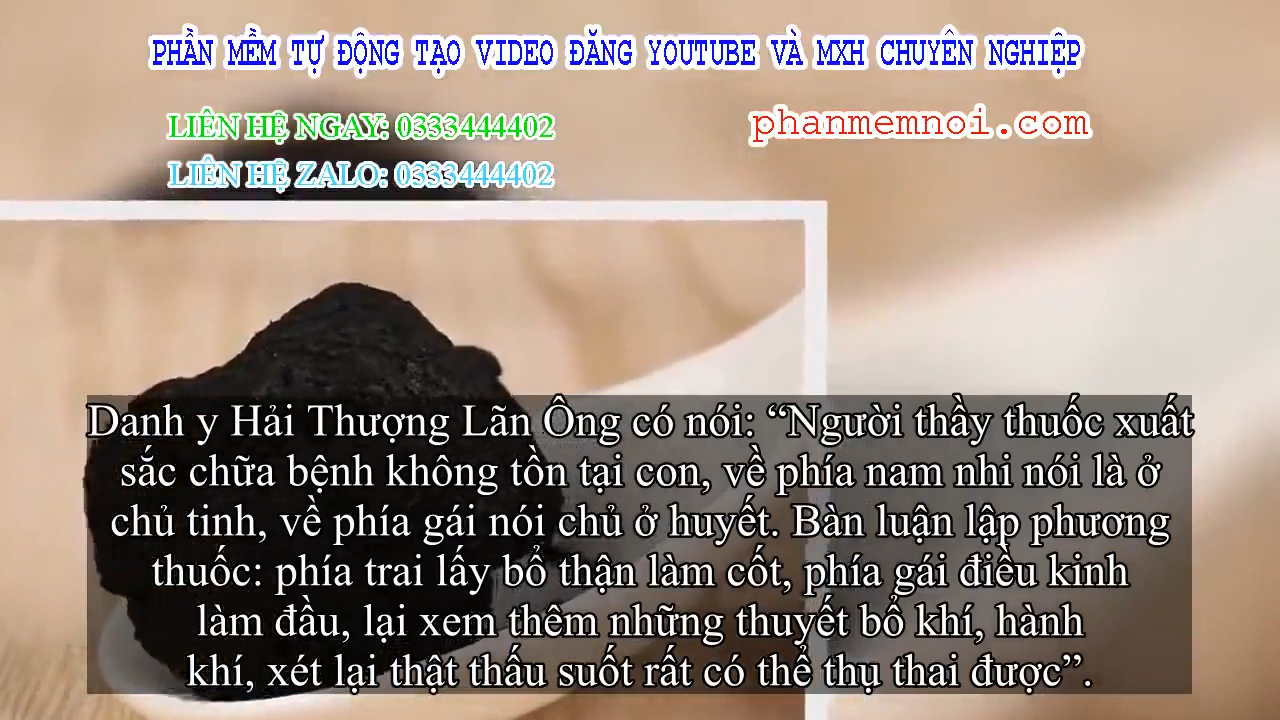 PHẦN MỀM TỰ ĐỘNG TẠO VIDEO ĐĂNG YOUTUBE VÀ MXH CHUYÊN NGHIỆP
LIÊN HỆ NGAY: 0333444402
phanmemnoi.com
LIÊN HỆ ZALO: 0333444402
Danh y Hải Thượng Lãn Ông có nói: “Người thầy thuốc xuất
sắc chữa bệnh không tồn tại con, về phía nam nhi nói là ở
chủ tinh, về phía gái nói chủ ở huyết. Bàn luận lập phương
thuốc: phía trai lấy bổ thận làm cốt, phía gái điều kinh
làm đầu, lại xem thêm những thuyết bổ khí, hành
khí, xét lại thật thấu suốt rất có thể thụ thai được”.